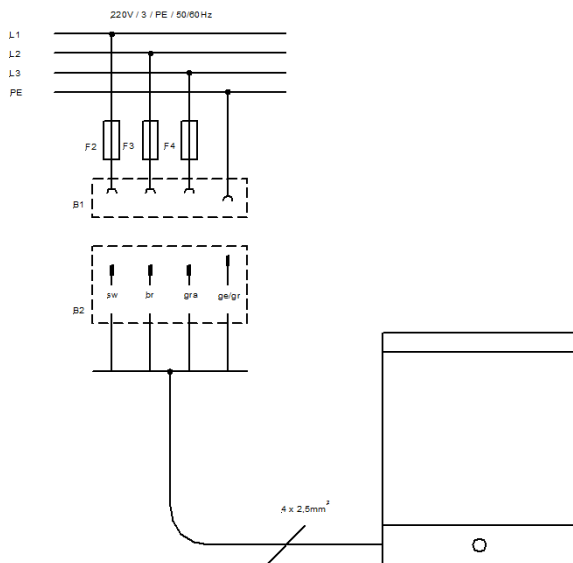 220V / 3 / PE / 50/60Hz
L1
L2
L3
PE
F2 F3 F4
B1
sw br gra ge/gr
B2
4 x 2,5mm²